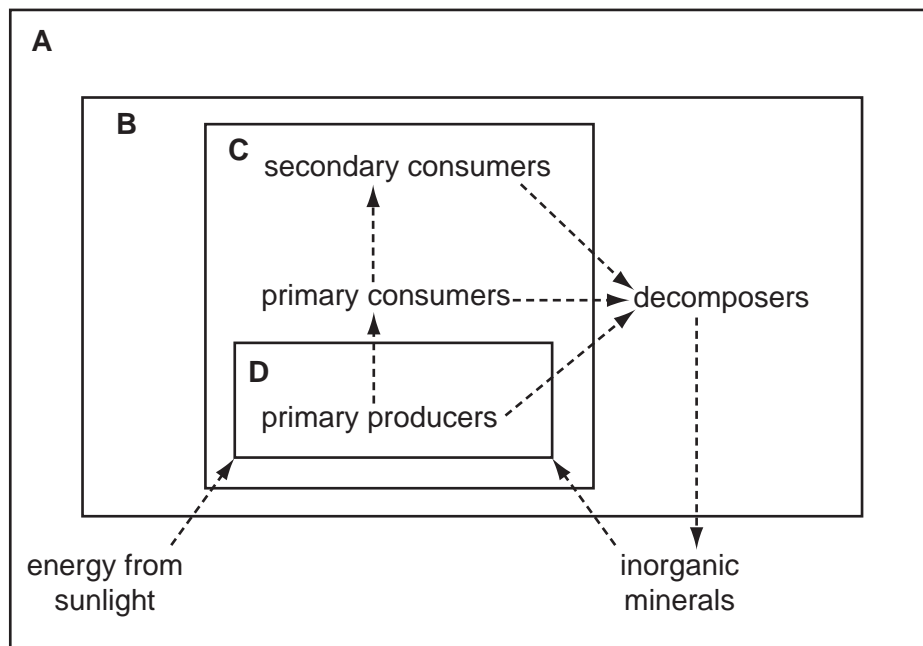 A
B
C
secondary consumers
primary consumers
decomposers
D
primary producers
energy from
sunlight
inorganic
minerals